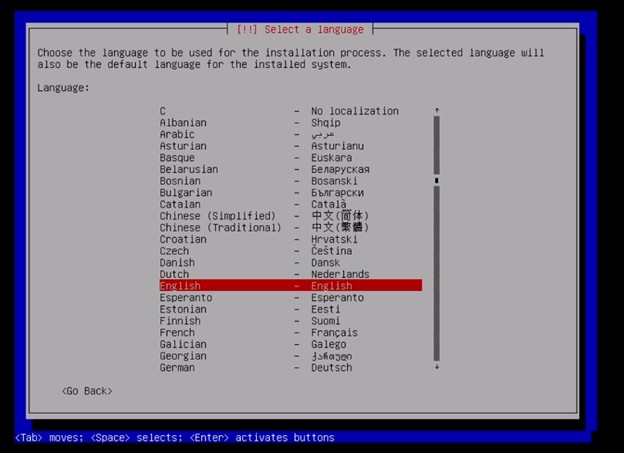 [!!] Select a language
Choose the language to be used for the installation process. The selected language will
also be the default language for the installed system.
Language:
C - No localization
Albanian - Shqip
Arabic - عربي
Asturian - Asturianu
Basque - Euskara
Belarusian - Беларуская
Bosnian - Bosanski
Bulgarian - Български
Catalan - Català
Chinese (Simplified) - 中文(简体)
Chinese (Traditional) - 中文(繁體)
Croatian - Hrvatski
Czech - Čeština
Danish - Dansk
Dutch - Nederlands
English - English
Esperanto - Esperanto
Estonian - Eesti
Finnish - Suomi
French - Français
Galician - Galego
Georgian - ქართული
German - Deutsch
<Go Back>
<Tab> moves; <Space> selects; <Enter> activates buttons